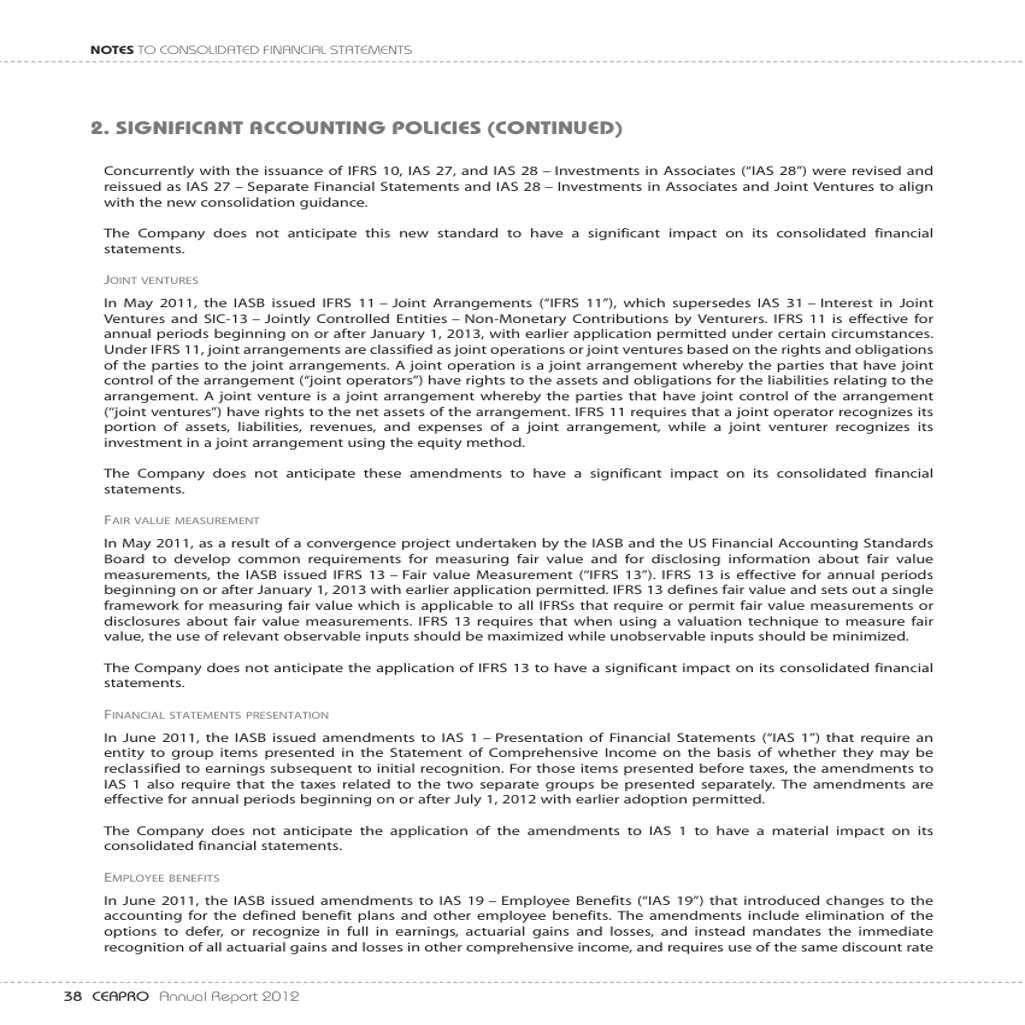 NOTES TO CONSOLIDATED FINANCIAL STATEMENTS
2. SIGNIFICANT ACCOUNTING POLICIES (CONTINUED)
Concurrently with the issuance of IFRS 10, IAS 27, and IAS 28 – Investments in Associates (“IAS 28”) were revised and
reissued as IAS 27 – Separate Financial Statements and IAS 28 – Investments in Associates and Joint Ventures to align
with the new consolidation guidance.
The Company does not anticipate this new standard to have a significant impact on its consolidated financial
statements.
JOINT VENTURES
In May 2011, the IASB issued IFRS 11 – Joint Arrangements (“IFRS 11”), which supersedes IAS 31 – Interest in Joint
Ventures and SIC-13 – Jointly Controlled Entities – Non-Monetary Contributions by Venturers. IFRS 11 is effective for
annual periods beginning on or after January 1, 2013, with earlier application permitted under certain circumstances.
Under IFRS 11, joint arrangements are classified as joint operations or joint ventures based on the rights and obligations
of the parties to the joint arrangements. A joint operation is a joint arrangement whereby the parties that have joint
control of the arrangement (“joint operators”) have rights to the assets and obligations for the liabilities relating to the
arrangement. A joint venture is a joint arrangement whereby the parties that have joint control of the arrangement
(“joint ventures”) have rights to the net assets of the arrangement. IFRS 11 requires that a joint operator recognizes its
portion of assets, liabilities, revenues, and expenses of a joint arrangement, while a joint venturer recognizes its
investment in a joint arrangement using the equity method.
The Company does not anticipate these amendments to have a significant impact on its consolidated financial
statements.
FAIR VALUE MEASUREMENT
In May 2011, as a result of a convergence project undertaken by the IASB and the US Financial Accounting Standards
Board to develop common requirements for measuring fair value and for disclosing information about fair value
measurements, the IASB issued IFRS 13 – Fair value Measurement (“IFRS 13”). IFRS 13 is effective for annual periods
beginning on or after January 1, 2013 with earlier application permitted. IFRS 13 defines fair value and sets out a single
framework for measuring fair value which is applicable to all IFRSs that require or permit fair value measurements or
disclosures about fair value measurements. IFRS 13 requires that when using a valuation technique to measure fair
value, the use of relevant observable inputs should be maximized while unobservable inputs should be minimized.
The Company does not anticipate the application of IFRS 13 to have a significant impact on its consolidated financial
statements.
FINANCIAL STATEMENTS PRESENTATION
In June 2011, the IASB issued amendments to IAS 1 – Presentation of Financial Statements (“IAS 1”) that require an
entity to group items presented in the Statement of Comprehensive Income on the basis of whether they may be
reclassified to earnings subsequent to initial recognition. For those items presented before taxes, the amendments to
IAS 1 also require that the taxes related to the two separate groups be presented separately. The amendments are
effective for annual periods beginning on or after July 1, 2012 with earlier adoption permitted.
The Company does not anticipate the application of the amendments to IAS 1 to have a material impact on its
consolidated financial statements.
EMPLOYEE BENEFITS
In June 2011, the IASB issued amendments to IAS 19 – Employee Benefits (“IAS 19”) that introduced changes to the
accounting for the defined benefit plans and other employee benefits. The amendments include elimination of the
options to defer, or recognize in full in earnings, actuarial gains and losses, and instead mandates the immediate
recognition of all actuarial gains and losses in other comprehensive income, and requires use of the same discount rate
38 CEAPRO Annual Report 2012